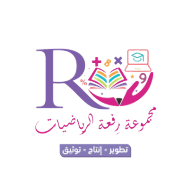 R
مجموعة رفعة الرياضيات
تطوير - إنتاج - توثيق